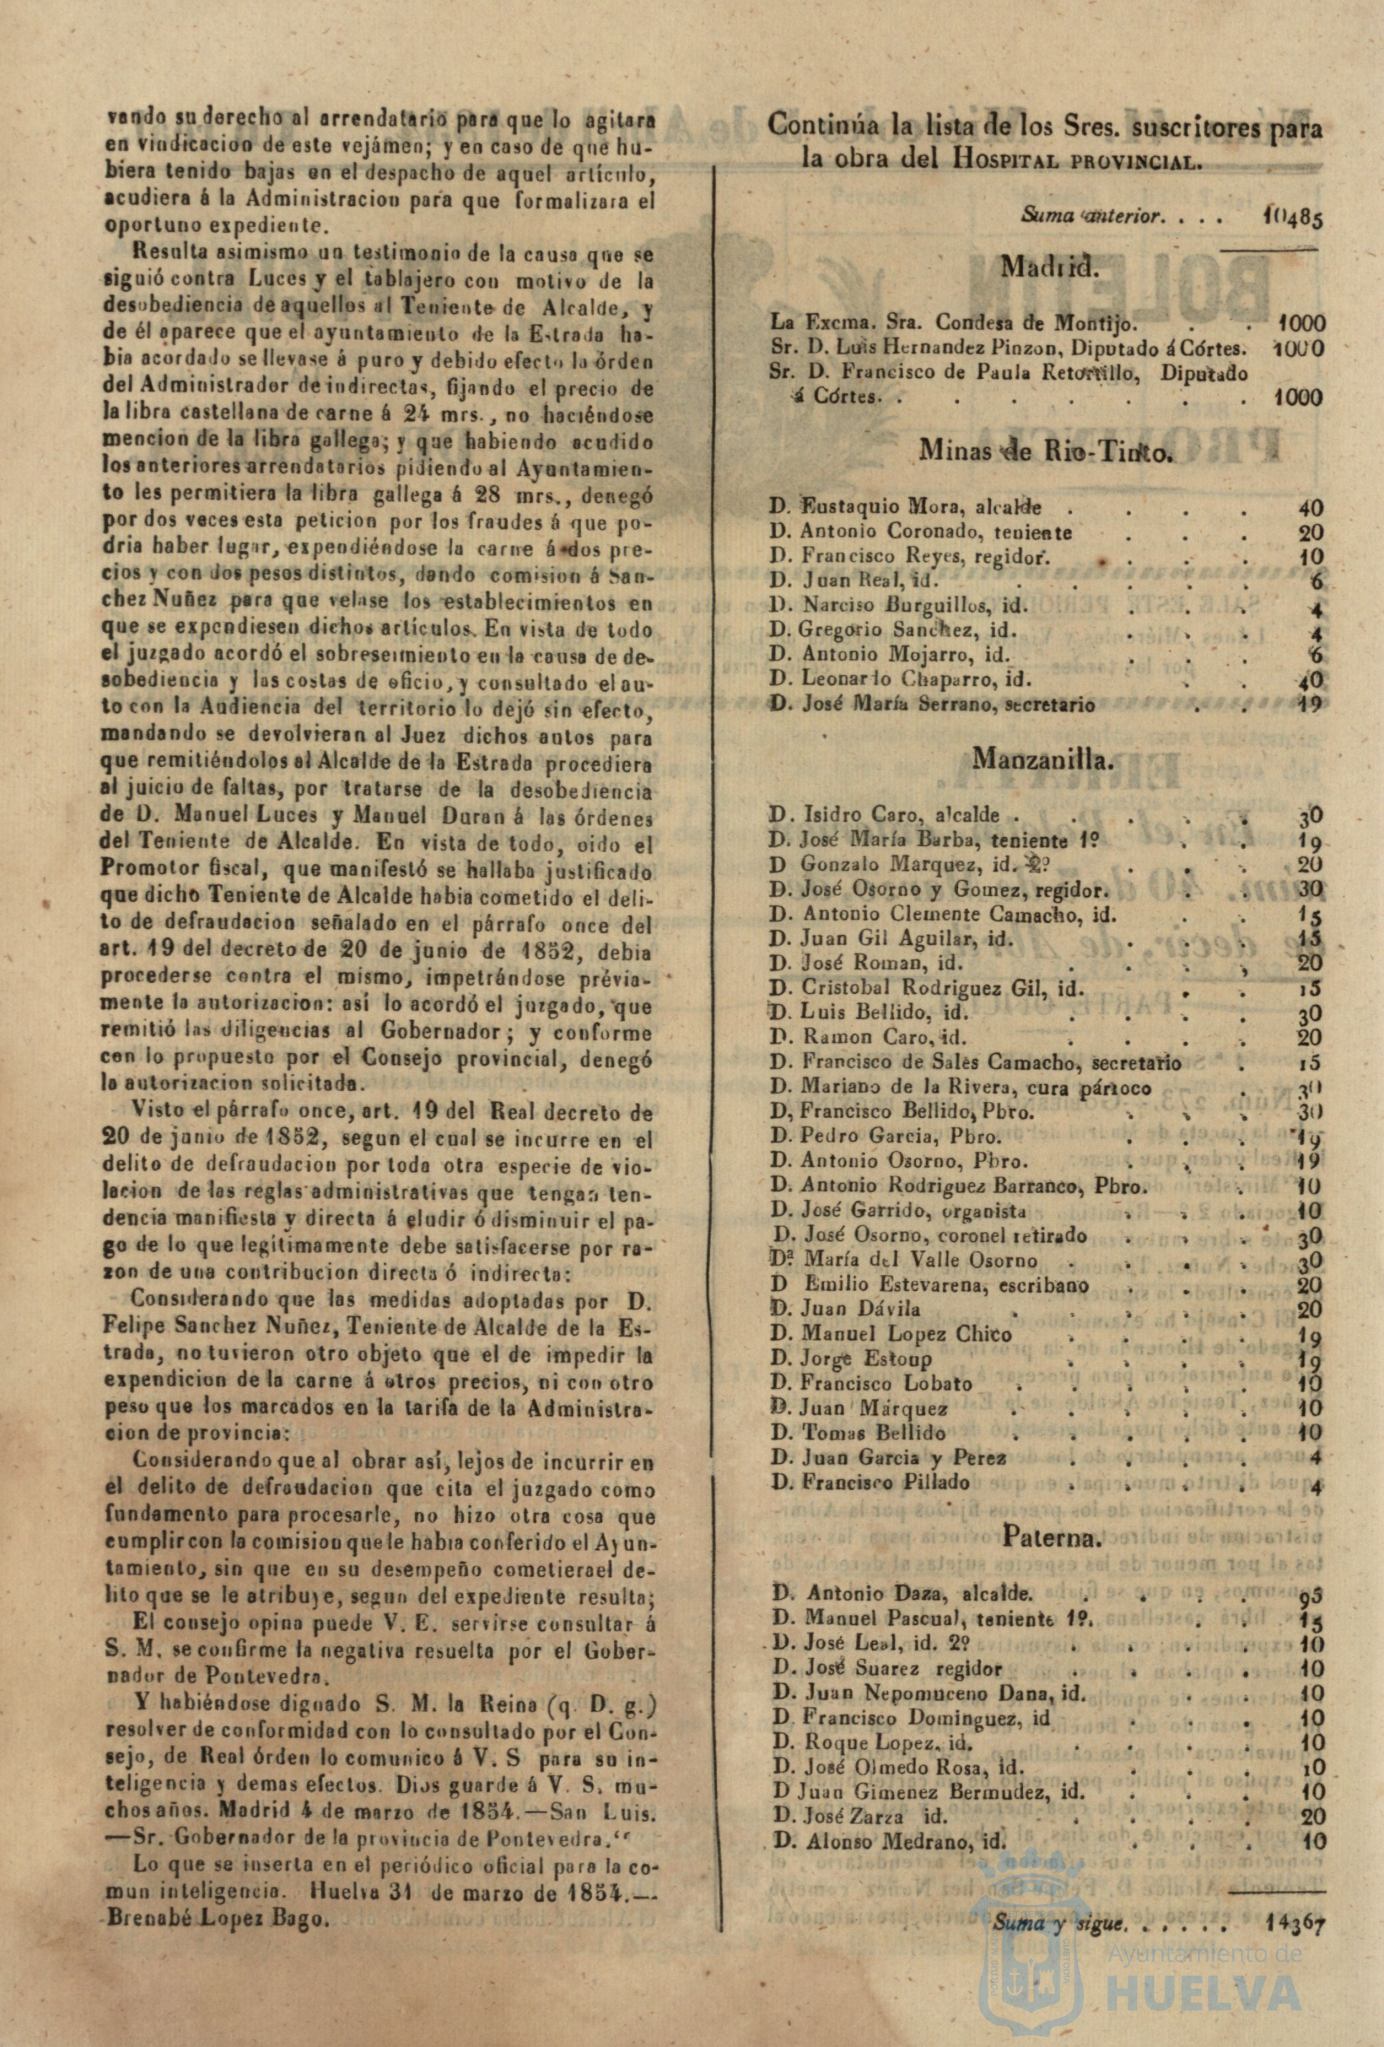 vando su derecho al arrendatario para que lo agitara
en vindicacion de este vejámen; y en caso de que hu-
biera tenido bajas en el despacho de aquel artículo,
acudiera á la Administracion para que formalizara el
oportuno expediente.
Resulta asimismo un testimonio de la causa que se
siguió contra Luces y el tablajero con motivo de la
desobediencia de aquellos al Teniente de Alcalde, y
de él aparece que el ayuntamiento de la Estrada ha-
bia acordado se llevase á puro y debido efecto la órden
del Administrador de indirectas, fijando el precio de
la libra castellana de carne á 24 mrs., no haciéndose
mencion de la libra gallega; y que habiendo acudido
los anteriores arrendatarios pidiendo al Ayuntamien-
to les permitiera la libra gallega á 28 mrs., denegó
por dos veces esta peticion por los fraudes á que po-
dria haber lugar, expendiéndose la carne á dos pre-
cios y con dos pesos distintos, dando comision á San-
chez Nuñez para que velase los establecimientos en
que se expendiesen dichos artículos. En vista de todo
el juzgado acordó el sobreseimiento en la causa de de-
sobediencia y las costas de oficio, y consultado el au-
to con la Audiencia del territorio lo dejó sin efecto,
mandando se devolvieran al Juez dichos autos para
que remitiéndolos al Alcalde de la Estrada procediera
al juicio de faltas, por tratarse de la desobediencia
de D. Manuel Luces y Manuel Duran á las órdenes
del Teniente de Alcalde. En vista de todo, oido el
Promotor fiscal, que manifestó se hallaba justificado
que dicho Teniente de Alcalde habia cometido el deli-
to de defraudacion señalado en el párrafo once del
art. 19 del decreto de 20 de junio de 1852, debia
procederse contra el mismo, impetrándose prévia-
mente la autorizacion: asi lo acordó el juzgado, que
remitió las diligencias al Gobernador; y conforme
con lo propuesto por el Consejo provincial, denegó
la autorizacion solicitada.
Visto el párrafo once, art. 19 del Real decreto de
20 de junio de 1852, segun el cual se incurre en el
delito de defraudacion por toda otra especie de vio-
lacion de las reglas administrativas que tengan ten-
dencia manifiesta y directa á eludir ó disminuir el pa-
go de lo que legitimamente debe satisfacerse por ra-
zon de una contribucion directa ó indirecta:
Considerando que las medidas adoptadas por D.
Felipe Sanchez Nuñez, Teniente de Alcalde de la Es-
trada, no tuvieron otro objeto que el de impedir la
expendicion de la carne á otros precios, ni con otro
peso que los marcados en la tarifa de la Administra-
cion de provincia:
Considerando que al obrar así, lejos de incurrir en
el delito de defraudacion que cita el juzgado como
fundamento para procesarle, no hizo otra cosa que
cumplir con la comision que le habia conferido el Ayun-
tamiento, sin que en su desempeño cometiera el de-
lito que se le atribuye, segun del expediente resulta;
El consejo opina puede V. E. servirse consultar á
S. M. se confirme la negativa resuelta por el Gober-
nador de Pontevedra.
Y habiéndose dignado S. M. la Reina (q. D. g.)
resolver de conformidad con lo consultado por el Con-
sejo, de Real órden lo comunico á V. S para su in-
teligencia y demas efectos. Dios guarde á V. S. mu-
chos años. Madrid 4 de marzo de 1854.—San Luis.
—Sr. Gobernador de la provincia de Pontevedra.“
Lo que se inserta en el periódico oficial para la co-
mun inteligencia. Huelva 31 de marzo de 1854.—
Brenabé Lopez Bago.
Continúa la lista de los Sres. suscritores para
la obra del HOSPITAL PROVINCIAL.
Suma anterior. . . . 10485
Madrid.
La Excma. Sra. Condesa de Montijo. . . 1000
Sr. D. Luis Hernandez Pinzon, Diputado á Córtes. 1000
Sr. D. Francisco de Paula Retortillo, Diputado
á Córtes. . . . . . . . 1000
Minas de Rio-Tinto.
D. Eustaquio Mora, alcalde . . . . 40
D. Antonio Coronado, teniente . . . 20
D. Francisco Reyes, regidor. . . . . 10
D. Juan Real, id. . . . . . 6
D. Narciso Burguillos, id. . . . 4
D. Gregorio Sanchez, id. . . . 4
D. Antonio Mojarro, id. . . . 6
D. Leonardo Chaparro, id. . . 40
D. José María Serrano, secretario . . 19
Manzanilla.
D. Isidro Caro, alcalde . . . . . 30
D. José María Barba, teniente 1º . . 19
D Gonzalo Marquez, id. 2º . . . 20
D. José Osorno y Gomez, regidor. . . 30
D. Antonio Clemente Camacho, id. . . 15
D. Juan Gil Aguilar, id. . . . 15
D. José Roman, id. . . . . 20
D. Cristobal Rodriguez Gil, id. . . 15
D. Luis Bellido, id. . . . . 30
D. Ramon Caro, id. . . . . 20
D. Francisco de Sales Camacho, secretario . 15
D. Mariano de la Rivera, cura párroco . 30
D, Francisco Bellido, Pbro. . . . 30
D. Pedro Garcia, Pbro. . . . 19
D. Antonio Osorno, Pbro. . . . 19
D. Antonio Rodriguez Barranco, Pbro. . . 10
D. José Garrido, organista . . . 10
D. José Osorno, coronel retirado . . . 30
Dª María del Valle Osorno . . . . 30
D Emilio Estevarena, escribano . . . 20
D. Juan Dávila . . . . . 20
D. Manuel Lopez Chico . . . . 19
D. Jorge Estoup . . . . 19
D. Francisco Lobato . . . . . 10
D. Juan Márquez . . . . . 10
D. Tomas Bellido . . . . . 10
D. Juan Garcia y Perez . . . . 4
D. Francisco Pillado . . . . 4
Paterna.
D. Antonio Daza, alcalde. . . . . 95
D. Manuel Pascual, teniente 1º. . . 15
D. José Leal, id. 2º . . . . 10
D. José Suarez regidor . . . . 10
D. Juan Nepomuceno Dana, id. . . 10
D. Francisco Dominguez, id . . . 10
D. Roque Lopez. id. . . . . 10
D. José Olmedo Rosa, id. . . . 10
D Juan Gimenez Bermudez, id. . . . 10
D. José Zarza id. . . . . 20
D. Alonso Medrano, id. . . . 10
Suma y sigue. . . . . . 14367
Ayuntamiento de
HUELVA